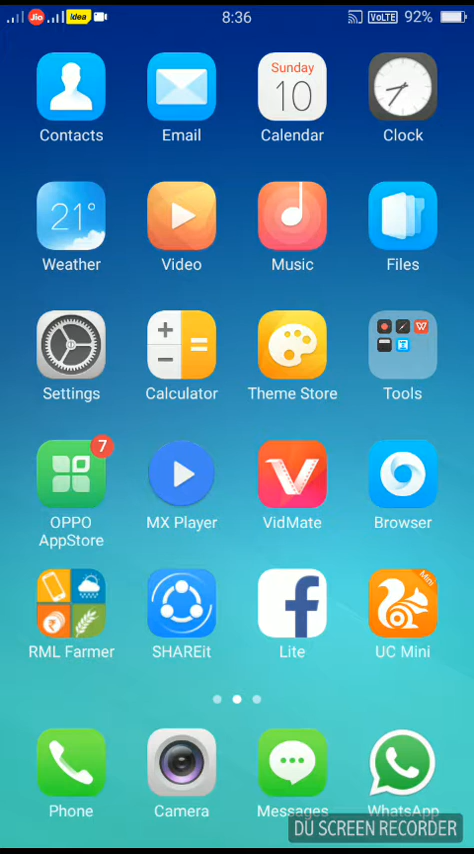 Jio Idea 8:36 VoLTE 92%
Sunday
10
Contacts Email Calendar Clock
21°
Weather Video Music Files
Settings Calculator Theme Store Tools
7
OPPO AppStore MX Player VidMate Browser
Mini
RML Farmer SHAREit Lite UC Mini
Phone Camera Messages WhatsApp
DU SCREEN RECORDER